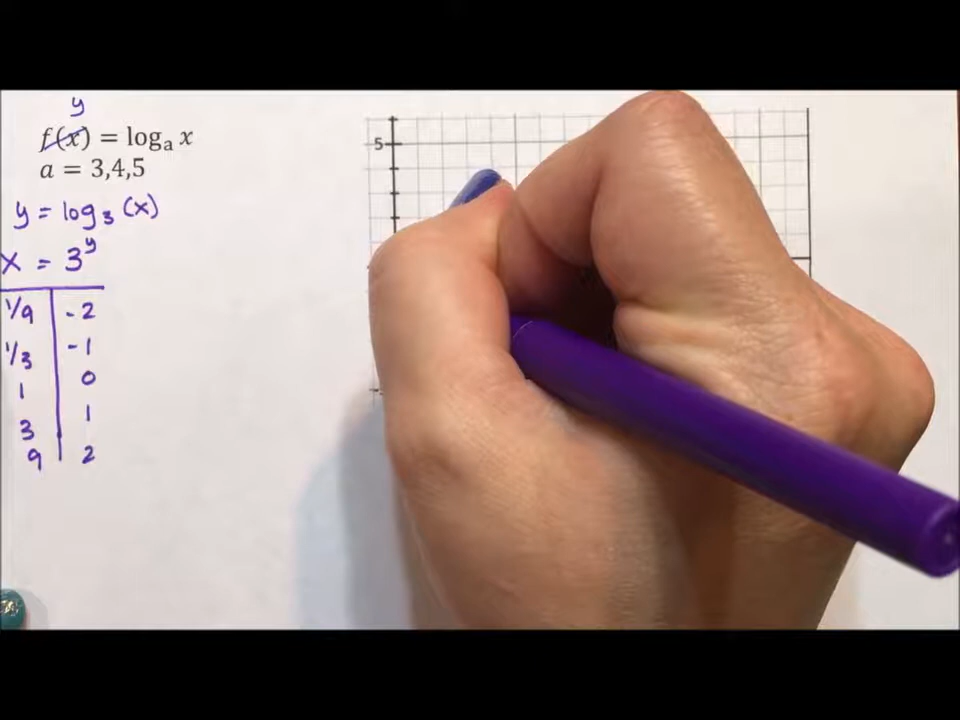 y
f(x) = logₐ x
a = 3,4,5
y = log₃ (x)
x = 3ʸ
1/9 -2
1/3 -1
1 0
3 1
9 2
5